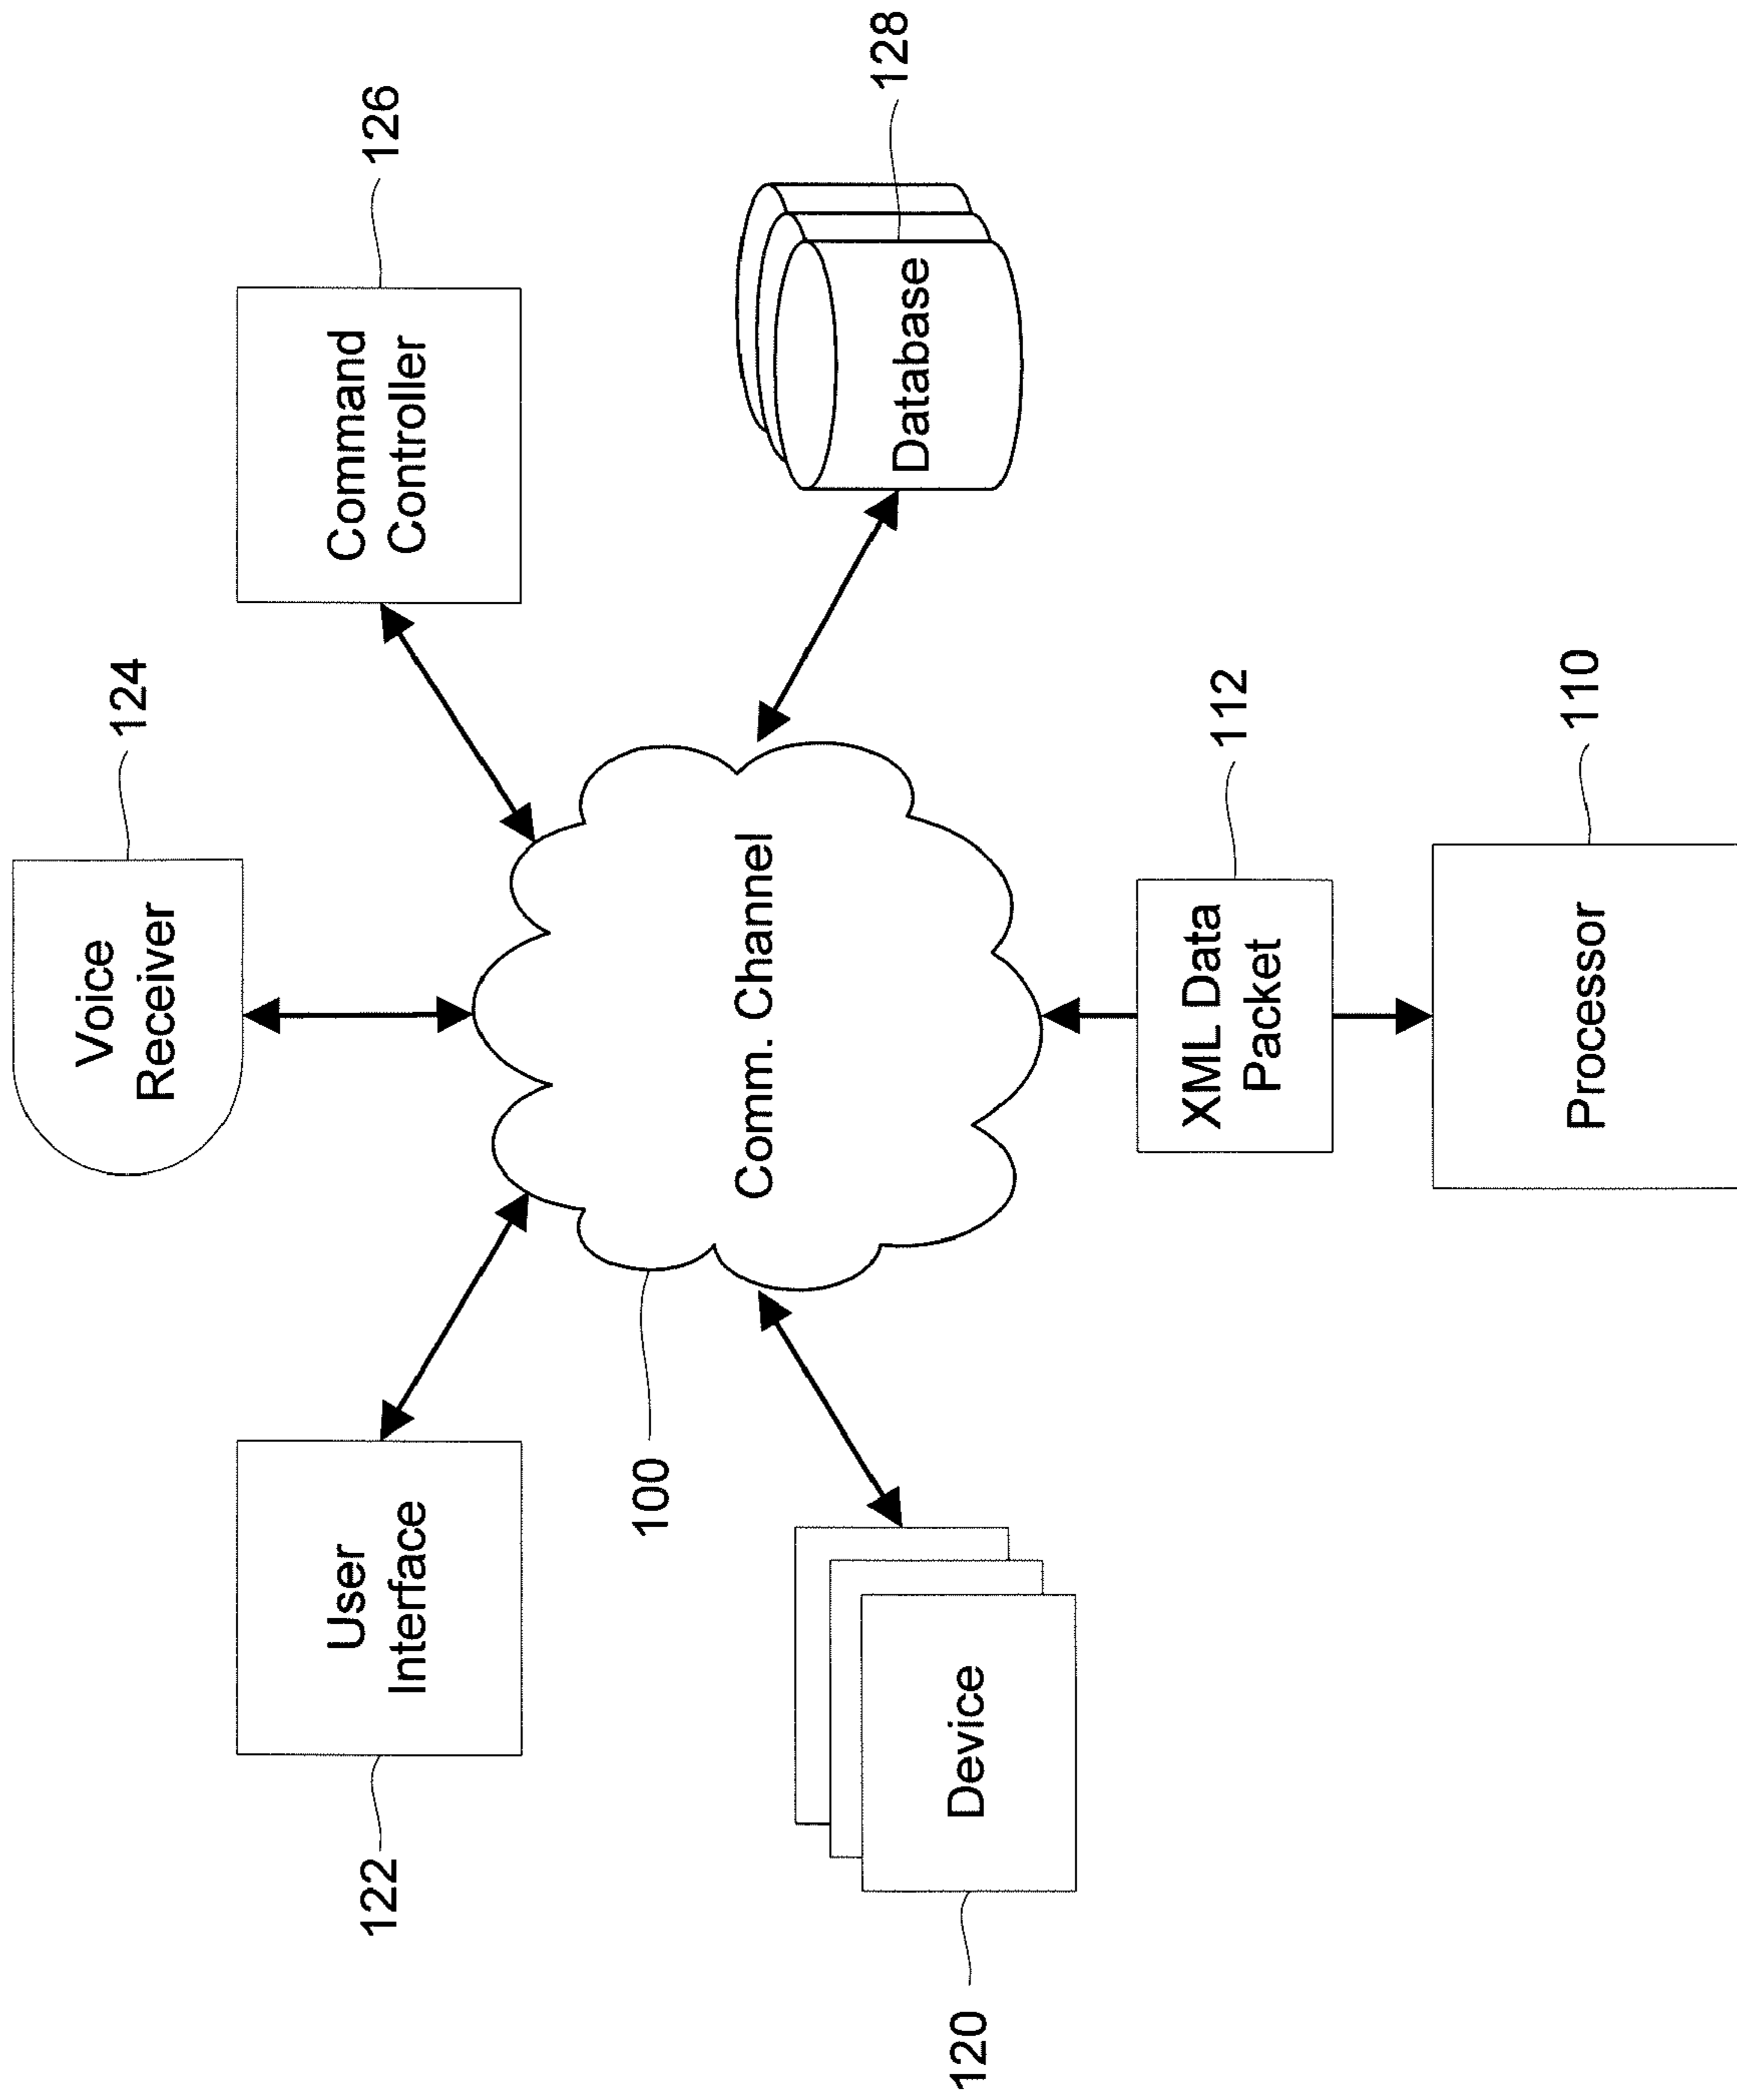 124
Voice
Receiver
122
User
Interface
Command
Controller
126
100
Comm. Channel
120
Device
Database
128
XML Data
Packet
112
Processor
110